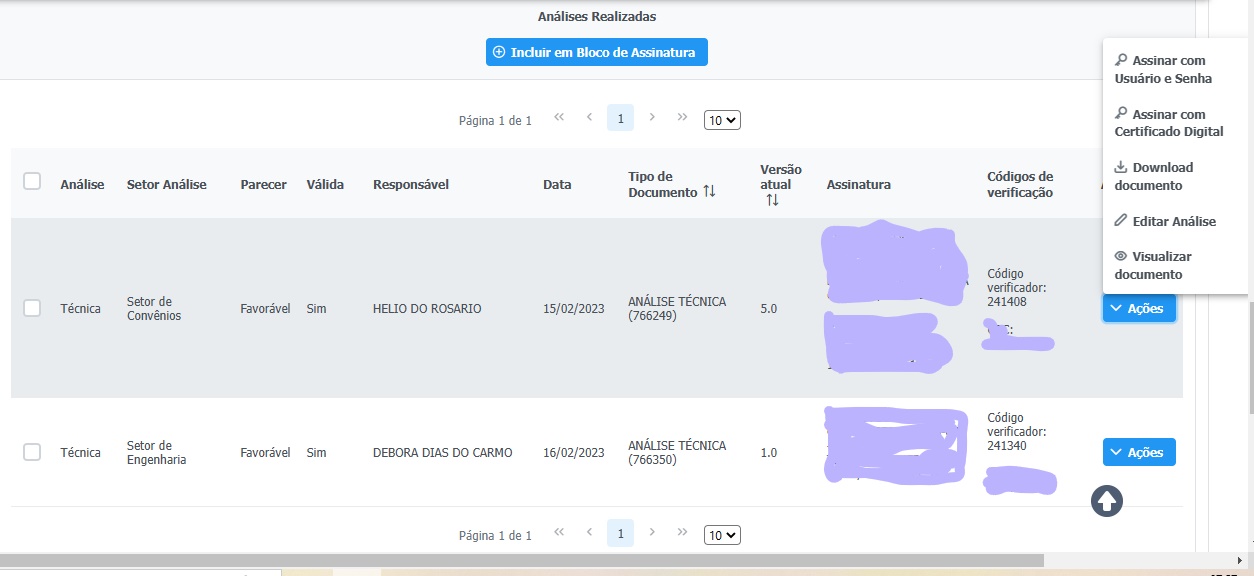 Análises Realizadas
Incluir em Bloco de Assinatura
Assinar com
Usuário e Senha
Assinar com
Certificado Digital
Download
documento
Editar Análise
Visualizar
documento
Página 1 de 1 << < 1 > >> 10
Análise Setor Análise Parecer Válida Responsável Data Tipo de
Documento Versão
atual Assinatura Códigos de
verificação
Técnica Setor de
Convênios Favorável Sim HELIO DO ROSARIO 15/02/2023 ANÁLISE TÉCNICA
(766249) 5.0 Código
verificador:
241408
Ações
Técnica Setor de
Engenharia Favorável Sim DEBORA DIAS DO CARMO 16/02/2023 ANÁLISE TÉCNICA
(766350) 1.0 Código
verificador:
241340
Ações
Página 1 de 1 << < 1 > >> 10